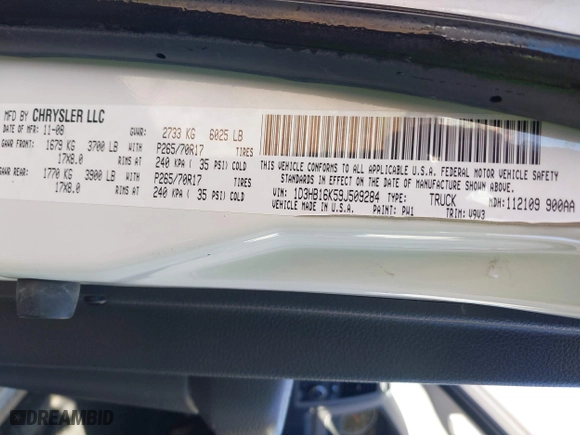 MFD BY CHRYSLER LLC
DATE OF MFR 11-08 GVWR: 2733 KG 6025 LB
GAWR FRONT: 1679 KG 3700 LB WITH P265/70R17 TIRES
17X8.0 RIMS AT 240 KPA ( 35 PSI) COLD
GAWR REAR: 1770 KG 3900 LB WITH P265/70R17 TIRES
17X8.0 RIMS AT 240 KPA ( 35 PSI) COLD
THIS VEHICLE CONFORMS TO ALL APPLICABLE U.S.A. FEDERAL MOTOR VEHICLE SAFETY
STANDARDS IN EFFECT ON THE DATE OF MANUFACTURE SHOWN ABOVE.
VIN: 1D3HB16K59J509284 TYPE: TRUCK MDH: 112109 900AA
VEHICLE MADE IN U.S.A. PAINT: PW1 TRIM: V9V3
DREAMBID